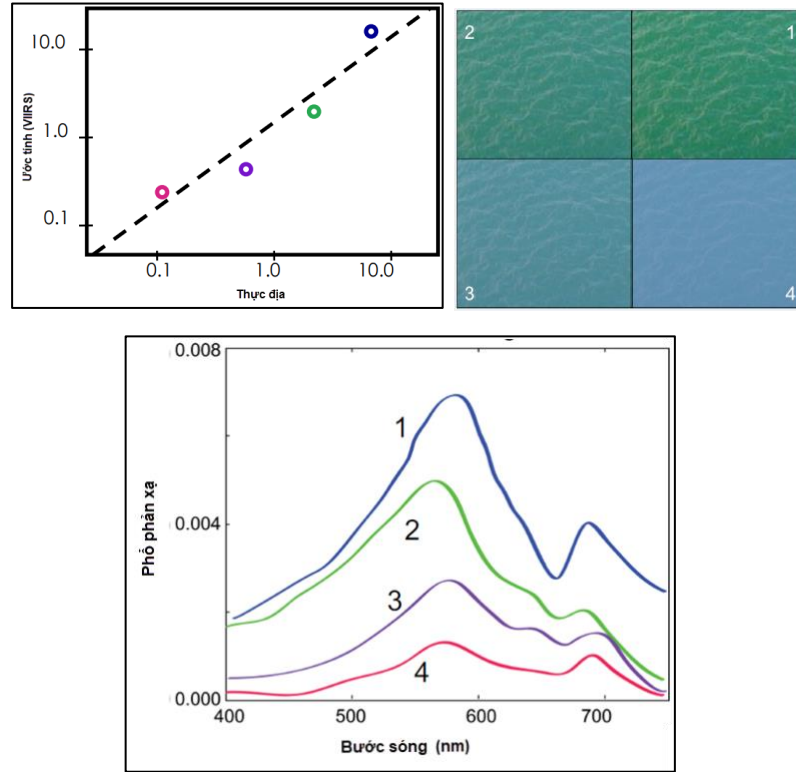 10.0
1.0
0.1
Ước tính (VIIRS)
0.1 1.0 10.0
Thực địa
2 1
3 4
0.008
0.004
0.000
Phổ phản xạ
1
2
3
4
400 500 600 700
Bước sóng (nm)